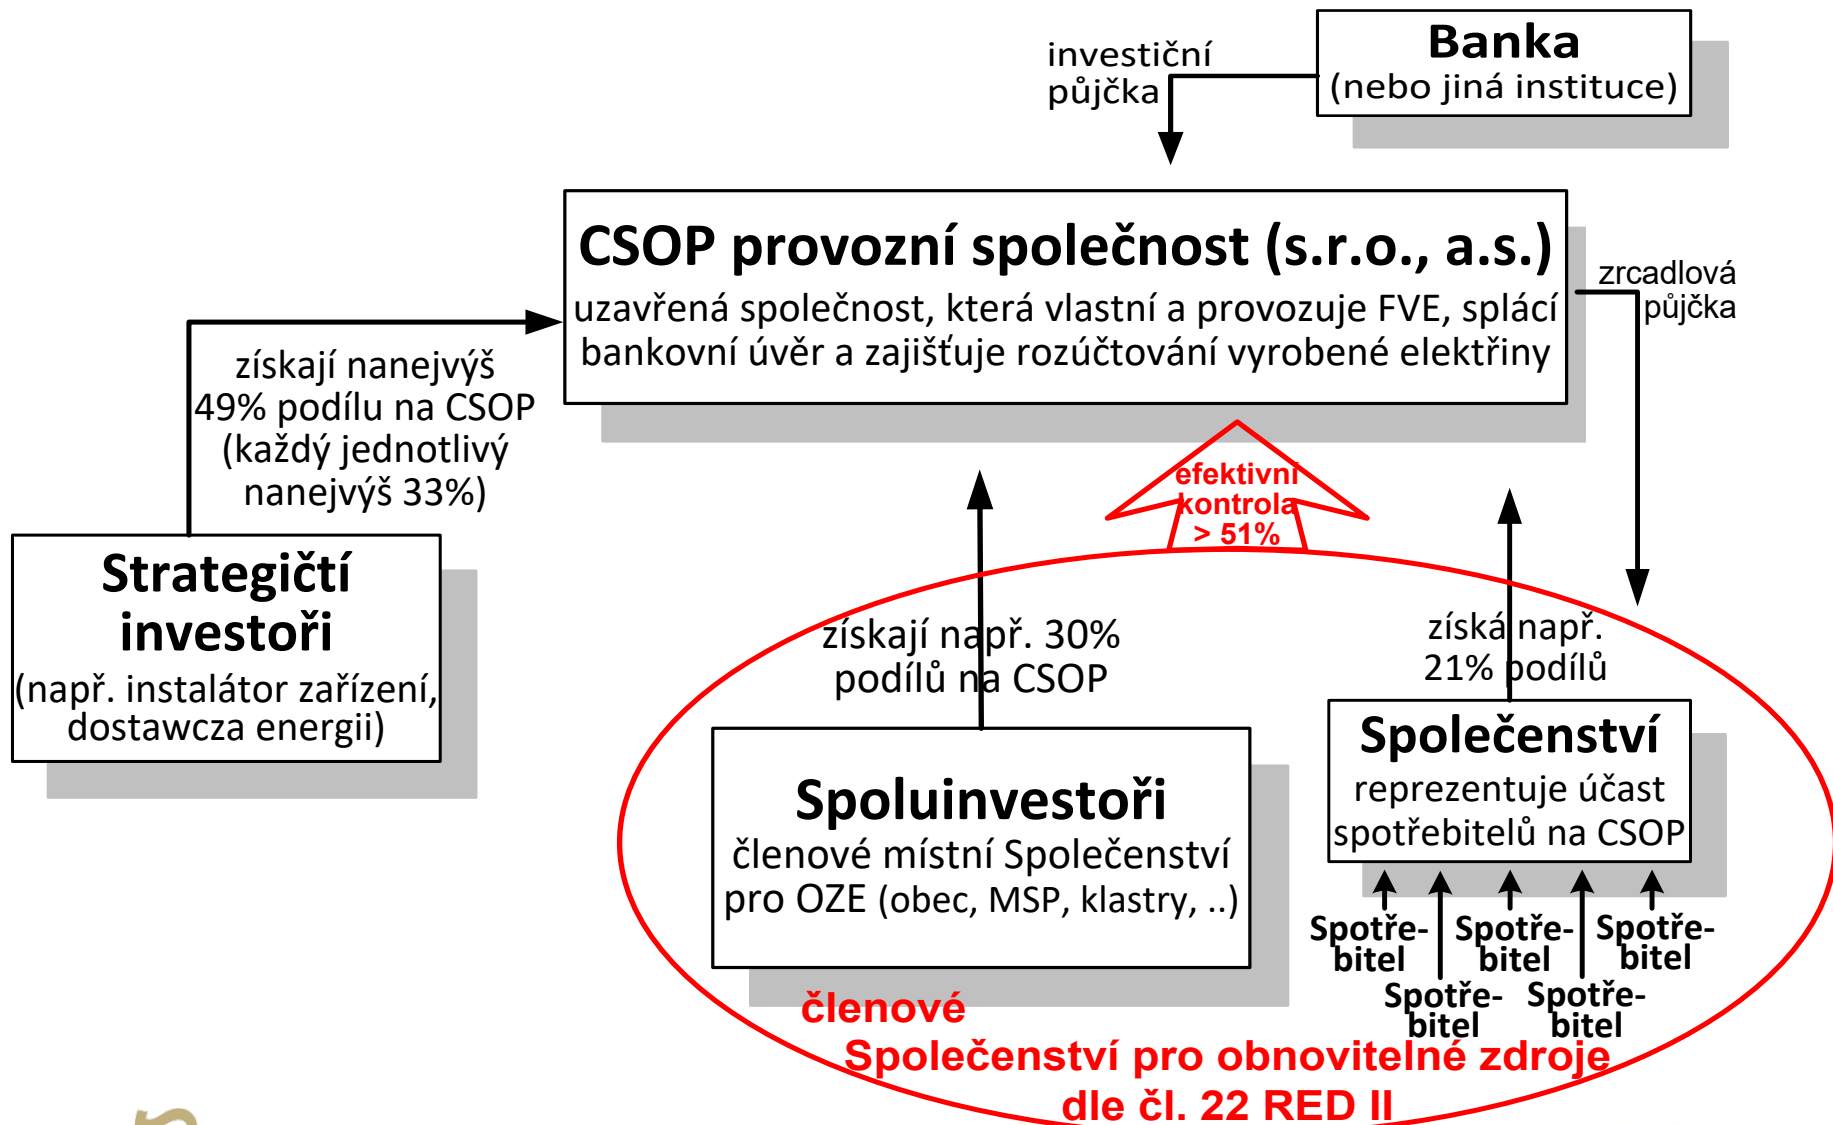 Banka
(nebo jiná instituce)
investiční
půjčka
CSOP provozní společnost (s.r.o., a.s.)
uzavřená společnost, která vlastní a provozuje FVE, splácí
bankovní úvěr a zajišťuje rozúčtování vyrobené elektřiny
zrcadlová
půjčka
získají nanejvýš
49% podílu na CSOP
(každý jednotlivý
nanejvýš 33%)
efektivní
kontrola
> 51%
Strategičtí
investoři
(např. instalátor zařízení,
dostawcza energii)
získají např. 30%
podílů na CSOP
získá např.
21% podílů
Spoluinvestoři
členové místní Společenství
pro OZE (obec, MSP, klastry, ..)
Společenství
reprezentuje účast
spotřebitelů na CSOP
Spotře-
bitel
Spotře-
bitel
Spotře-
bitel
Spotře-
bitel
Spotře-
bitel
členové
Společenství pro obnovitelné zdroje
dle čl. 22 RED II